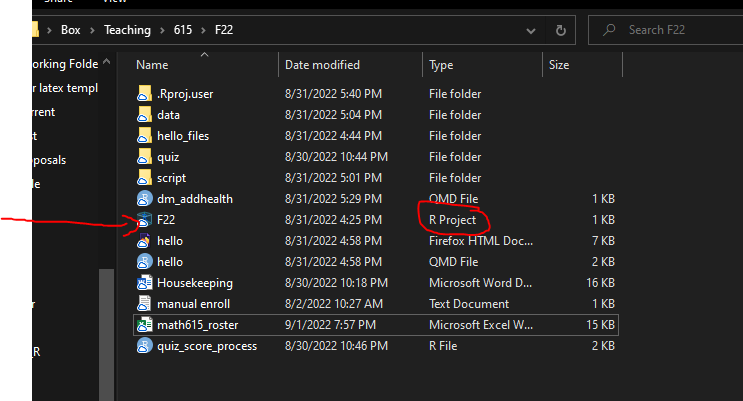 View
Box > Teaching > 615 > F22
Search F22
Name Date modified Type Size
orking Folde
r latex templ
rrent
st
oposals
le
r
_R
.Rproj.user 8/31/2022 5:40 PM File folder
data 8/31/2022 5:04 PM File folder
hello_files 8/31/2022 4:44 PM File folder
quiz 8/30/2022 10:44 PM File folder
script 8/31/2022 5:01 PM File folder
dm_addhealth 8/31/2022 5:29 PM QMD File 1 KB
F22 8/31/2022 4:25 PM R Project 1 KB
hello 8/31/2022 4:58 PM Firefox HTML Doc... 7 KB
hello 8/31/2022 4:58 PM QMD File 2 KB
Housekeeping 8/30/2022 10:18 PM Microsoft Word D... 16 KB
manual enroll 8/2/2022 10:27 AM Text Document 1 KB
math615_roster 9/1/2022 7:57 PM Microsoft Excel W... 15 KB
quiz_score_process 8/30/2022 10:46 PM R File 2 KB